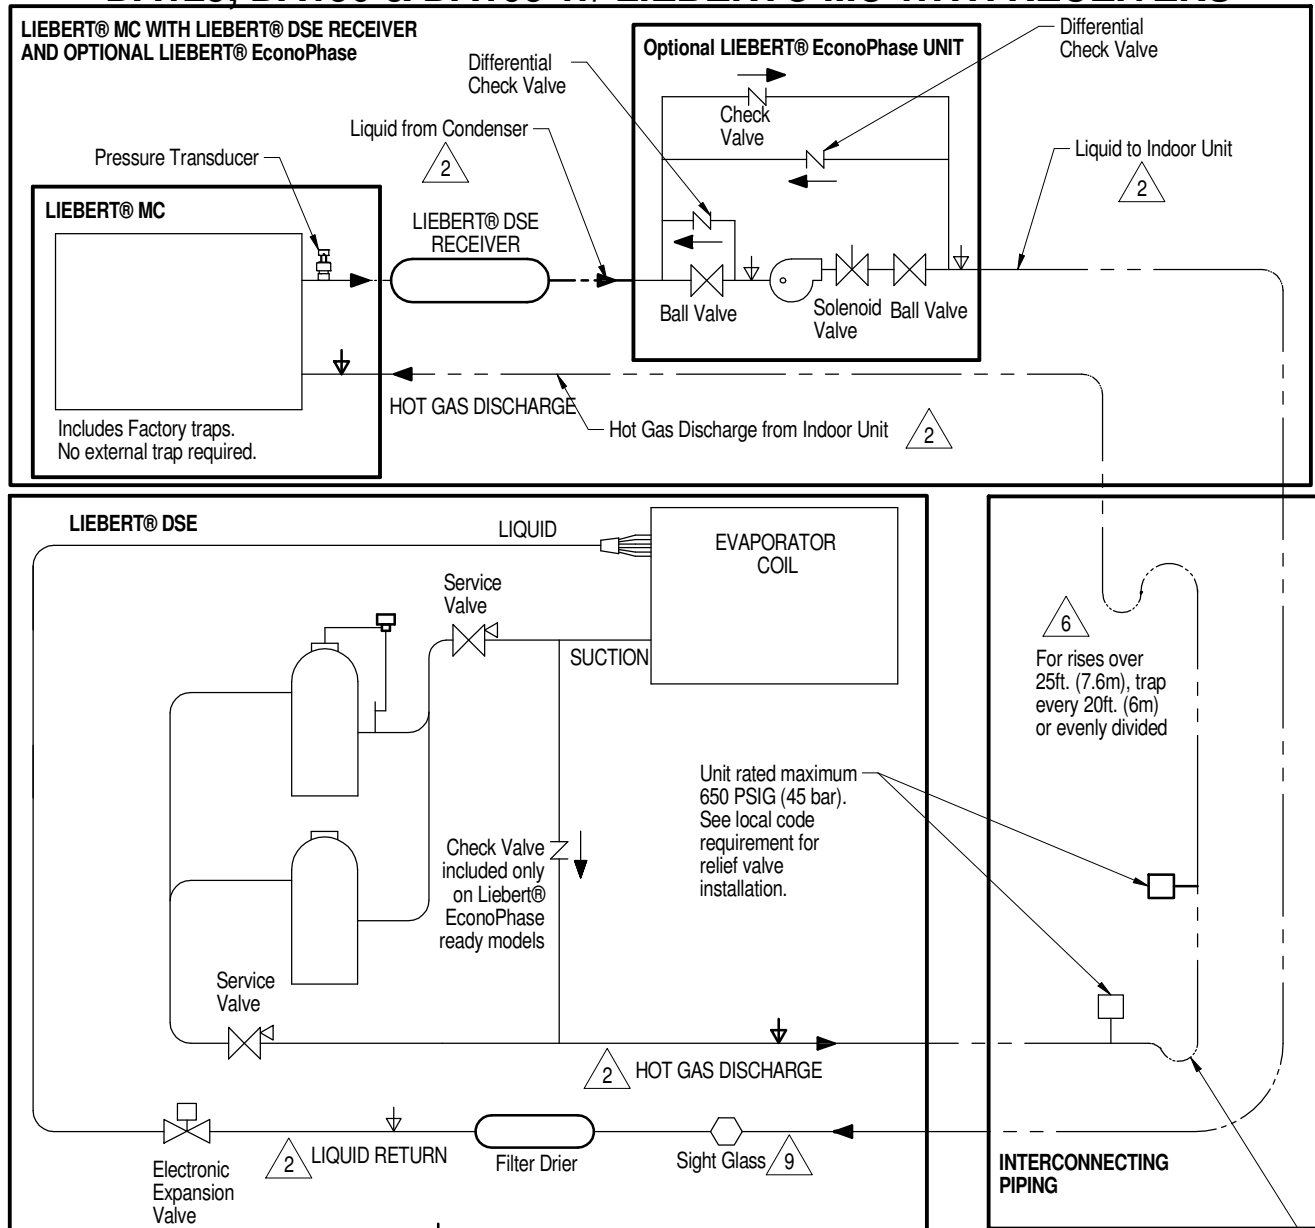 LIEBERT® MC WITH LIEBERT® DSE RECEIVER
AND OPTIONAL LIEBERT® EconoPhase
Differential
Check Valve
Optional LIEBERT® EconoPhase UNIT
Differential
Check Valve
Check
Valve
Liquid from Condenser
2
Pressure Transducer
Liquid to Indoor Unit
2
LIEBERT® MC
LIEBERT® DSE
RECEIVER
Ball Valve
Solenoid
Valve
Ball Valve
HOT GAS DISCHARGE
Hot Gas Discharge from Indoor Unit
2
Includes Factory traps.
No external trap required.
LIEBERT® DSE
LIQUID
EVAPORATOR
COIL
Service
Valve
SUCTION
6
For rises over
25ft. (7.6m), trap
every 20ft. (6m)
or evenly divided
Unit rated maximum
650 PSIG (45 bar).
See local code
requirement for
relief valve
installation.
Check Valve
included only
on Liebert®
EconoPhase
ready models
Service
Valve
2
HOT GAS DISCHARGE
2
LIQUID RETURN
Filter Drier
Sight Glass
9
Electronic
Expansion
Valve
INTERCONNECTING
PIPING